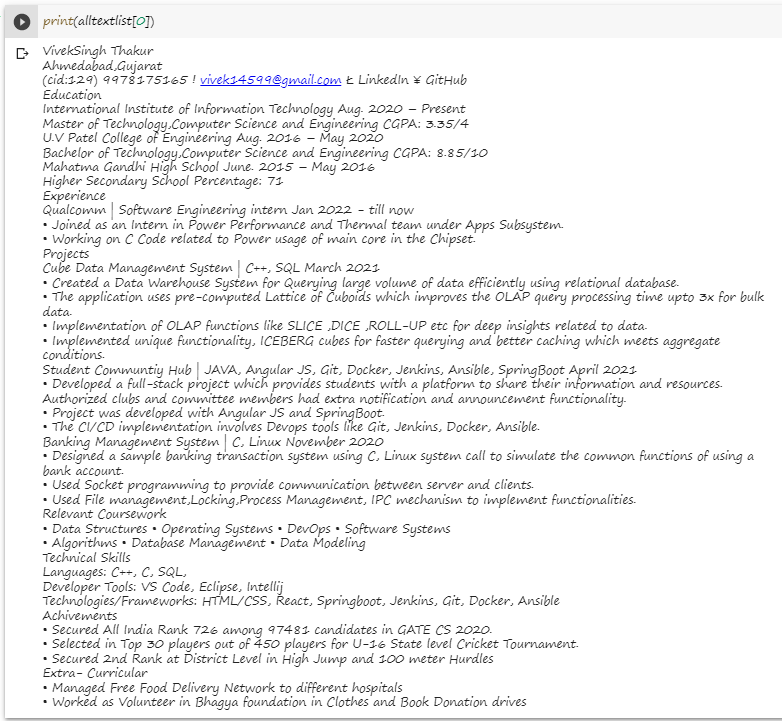 print(alltextlist[0])
VivekSingh Thakur
Ahmedabad,Gujarat
(cid:129) 9978175165 ! vivek14599@gmail.com Ł LinkedIn ¥ GitHub
Education
International Institute of Information Technology Aug. 2020 – Present
Master of Technology,Computer Science and Engineering CGPA: 3.35/4
U.V Patel College of Engineering Aug. 2016 – May 2020
Bachelor of Technology,Computer Science and Engineering CGPA: 8.85/10
Mahatma Gandhi High School June. 2015 – May 2016
Higher Secondary School Percentage: 71
Experience
Qualcomm | Software Engineering intern Jan 2022 - till now
• Joined as an Intern in Power Performance and Thermal team under Apps Subsystem.
• Working on C Code related to Power usage of main core in the Chipset.
Projects
Cube Data Management System | C++, SQL March 2021
• Created a Data Warehouse System for Querying large volume of data efficiently using relational database.
• The application uses pre-computed Lattice of Cuboids which improves the OLAP query processing time upto 3x for bulk
data.
• Implementation of OLAP functions like SLICE ,DICE ,ROLL-UP etc for deep insights related to data.
• Implemented unique functionality, ICEBERG cubes for faster querying and better caching which meets aggregate
conditions.
Student Communtiy Hub | JAVA, Angular JS, Git, Docker, Jenkins, Ansible, SpringBoot April 2021
• Developed a full-stack project which provides students with a platform to share their information and resources.
Authorized clubs and committee members had extra notification and announcement functionality.
• Project was developed with Angular JS and SpringBoot.
• The CI/CD implementation involves Devops tools like Git, Jenkins, Docker, Ansible.
Banking Management System | C, Linux November 2020
• Designed a sample banking transaction system using C, Linux system call to simulate the common functions of using a
bank account.
• Used Socket programming to provide communication between server and clients.
• Used File management,Locking,Process Management, IPC mechanism to implement functionalities.
Relevant Coursework
• Data Structures • Operating Systems • DevOps • Software Systems
• Algorithms • Database Management • Data Modeling
Technical Skills
Languages: C++, C, SQL,
Developer Tools: VS Code, Eclipse, Intellij
Technologies/Frameworks: HTML/CSS, React, Springboot, Jenkins, Git, Docker, Ansible
Achivements
• Secured All India Rank 726 among 97481 candidates in GATE CS 2020.
• Selected in Top 30 players out of 450 players for U-16 State level Cricket Tournament.
• Secured 2nd Rank at District Level in High Jump and 100 meter Hurdles
Extra- Curricular
• Managed Free Food Delivery Network to different hospitals
• Worked as Volunteer in Bhagya foundation in Clothes and Book Donation drives